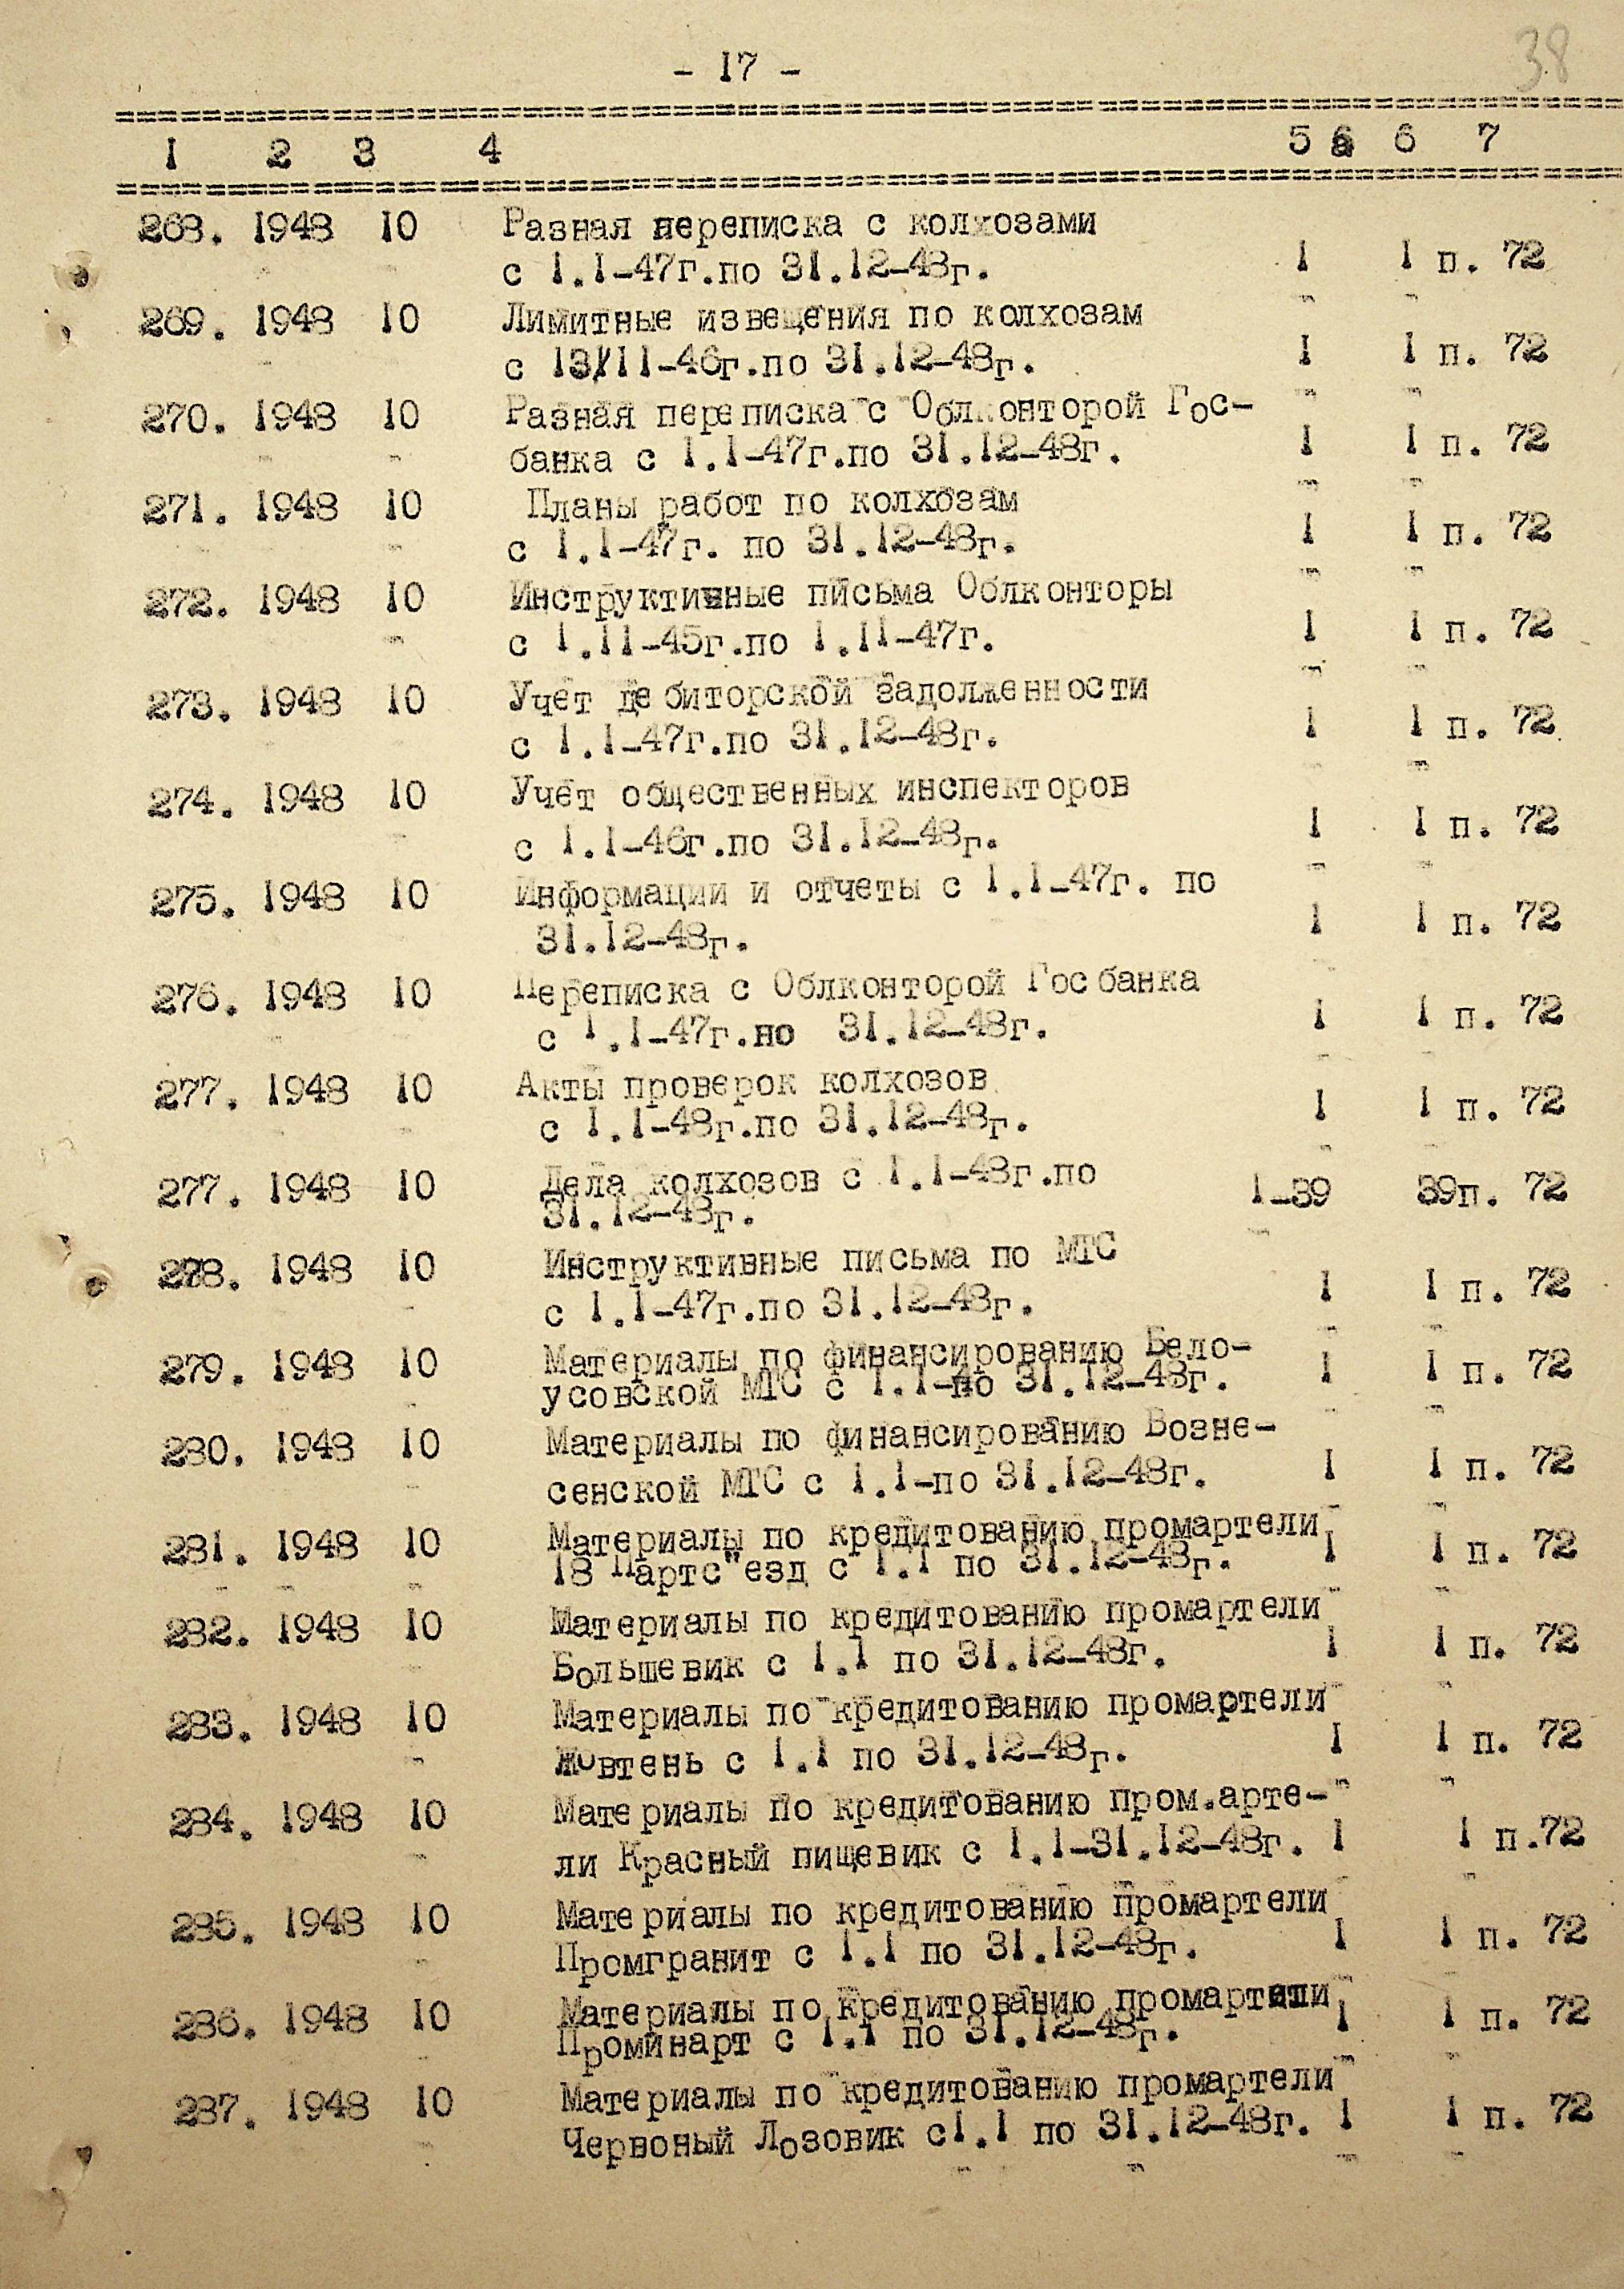 38
- 17 -
1 2 3 4 5 а 6 7
268. 1948 10 Разная переписка с колхозами
с 1.1-47г.по 31.12-48г. 1 1 п. 72
269. 1948 10 Лимитные извещения по колхозам
с 13/11-46г.по 31.12-48г. 1 1 п. 72
270. 1948 10 Разная переписка с Облконторой Гос-
банка с 1.1-47г.по 31.12-48г. 1 1 п. 72
271. 1948 10 Планы работ по колхозам
с 1.1-47г. по 31.12-48г. 1 1 п. 72
272. 1948 10 Инструктивные письма Облконторы
с 1.11-45г.по 1.11-47г. 1 1 п. 72
273. 1948 10 Учет дебиторской задолженности
с 1.1-47г.по 31.12-48г. 1 1 п. 72
274. 1948 10 Учет общественных инспекторов
с 1.1-46г.по 31.12-48г. 1 1 п. 72
275. 1948 10 Информации и отчеты с 1.1-47г. по
31.12-48г. 1 1 п. 72
276. 1948 10 Переписка с Облконторой Госбанка
с 1.1-47г.но 31.12-48г. 1 1 п. 72
277. 1948 10 Акты проверок колхозов
с 1.1-48г.по 31.12-48г. 1 1 п. 72
277. 1948 10 Дела колхозов с 1.1-48г.по 1-39 39п. 72
31.12-48г.
278. 1948 10 Инструктивные письма по МТС
с 1.1-47г.по 31.12-48г. 1 1 п. 72
279. 1948 10 Материалы по финансированию Бело-
усовской МТС с 1.1-по 31.12-48г. 1 1 п. 72
280. 1948 10 Материалы по финансированию Возне-
сенской МТС с 1.1-по 31.12-48г. 1 1 п. 72
281. 1948 10 Материалы по кредитованию промартели
18 Партс"езд с 1.1 по 31.12-48г. 1 1 п. 72
282. 1948 10 Материалы по кредитованию промартели
Большевик с 1.1 по 31.12-48г. 1 1 п. 72
283. 1948 10 Материалы по кредитованию промартели
Жовтень с 1.1 по 31.12-48г. 1 1 п. 72
284. 1948 10 Материалы по кредитованию пром.арте-
ли Красный пищевик с 1.1-31.12-48г. 1 1 п.72
285. 1948 10 Материалы по кредитованию промартели
Промгранит с 1.1 по 31.12-48г. 1 1 п. 72
286. 1948 10 Материалы по кредитованию промартели
Проминарт с 1.1 по 31.12-48г. 1 1 п. 72
287. 1948 10 Материалы по кредитованию промартели
Червоный Лозовик с1.1 по 31.12-48г. 1 1 п. 72